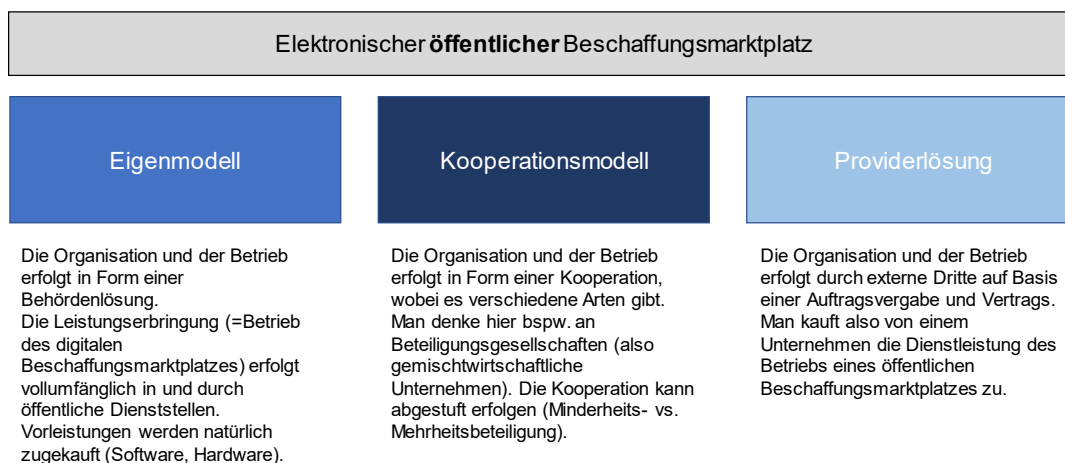 Elektronischer öffentlicher Beschaffungsmarktplatz
Eigenmodell
Kooperationsmodell
Providerlösung
Die Organisation und der Betrieb
erfolgt in Form einer
Behördenlösung.
Die Leistungserbringung (=Betrieb
des digitalen
Beschaffungsmarktplatzes) erfolgt
vollumfänglich in und durch
öffentliche Dienststellen.
Vorleistungen werden natürlich
zugekauft (Software, Hardware).
Die Organisation und der Betrieb
erfolgt in Form einer Kooperation,
wobei es verschiedene Arten gibt.
Man denke hier bspw. an
Beteiligungsgesellschaften (also
gemischtwirtschaftliche
Unternehmen). Die Kooperation kann
abgestuft erfolgen (Minderheits- vs.
Mehrheitsbeteiligung).
Die Organisation und der Betrieb
erfolgt durch externe Dritte auf Basis
einer Auftragsvergabe und Vertrags.
Man kauft also von einem
Unternehmen die Dienstleistung des
Betriebs eines öffentlichen
Beschaffungsmarktplatzes zu.